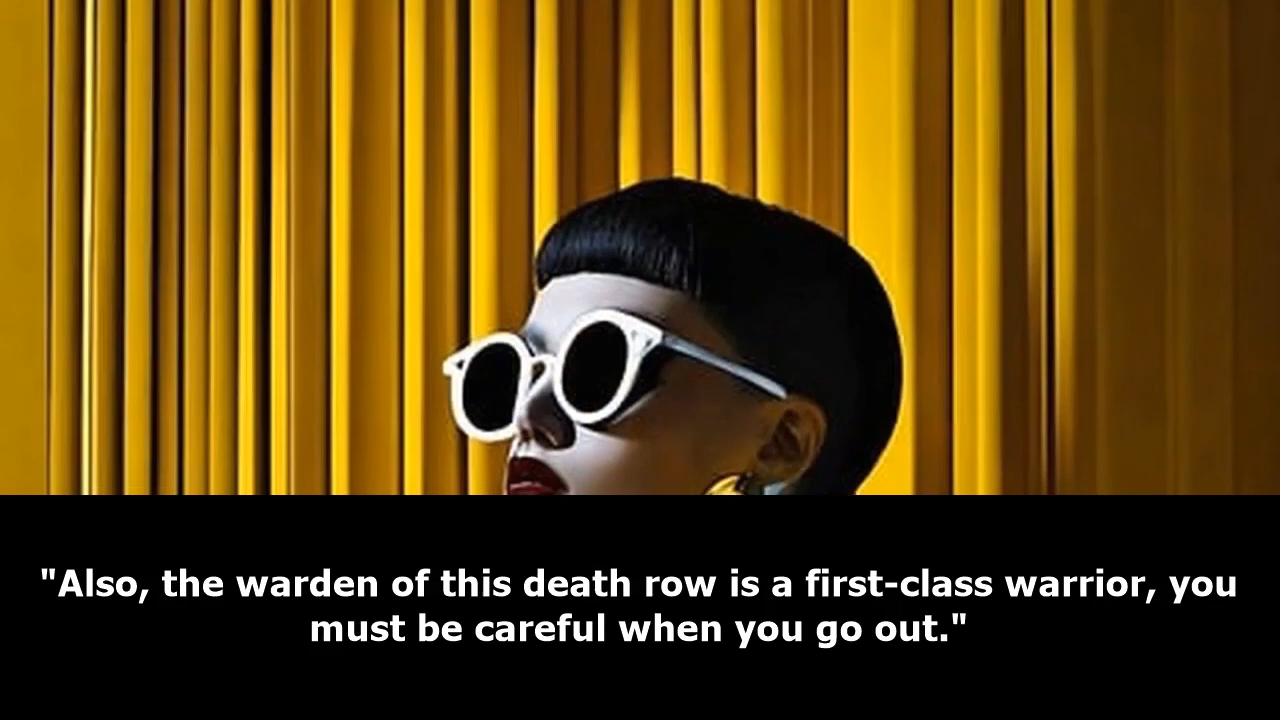 "Also, the warden of this death row is a first-class warrior, you
must be careful when you go out."